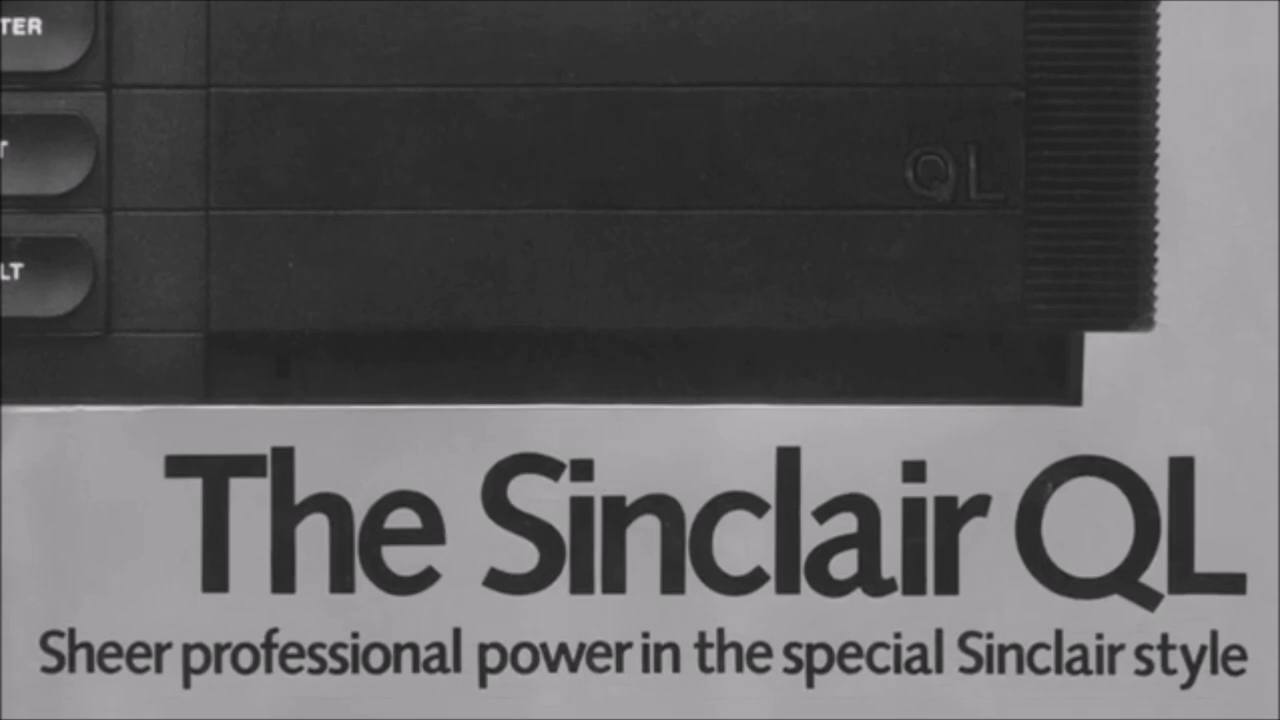 TER
T
LT
QL
The Sinclair QL
Sheer professional power in the special Sinclair style